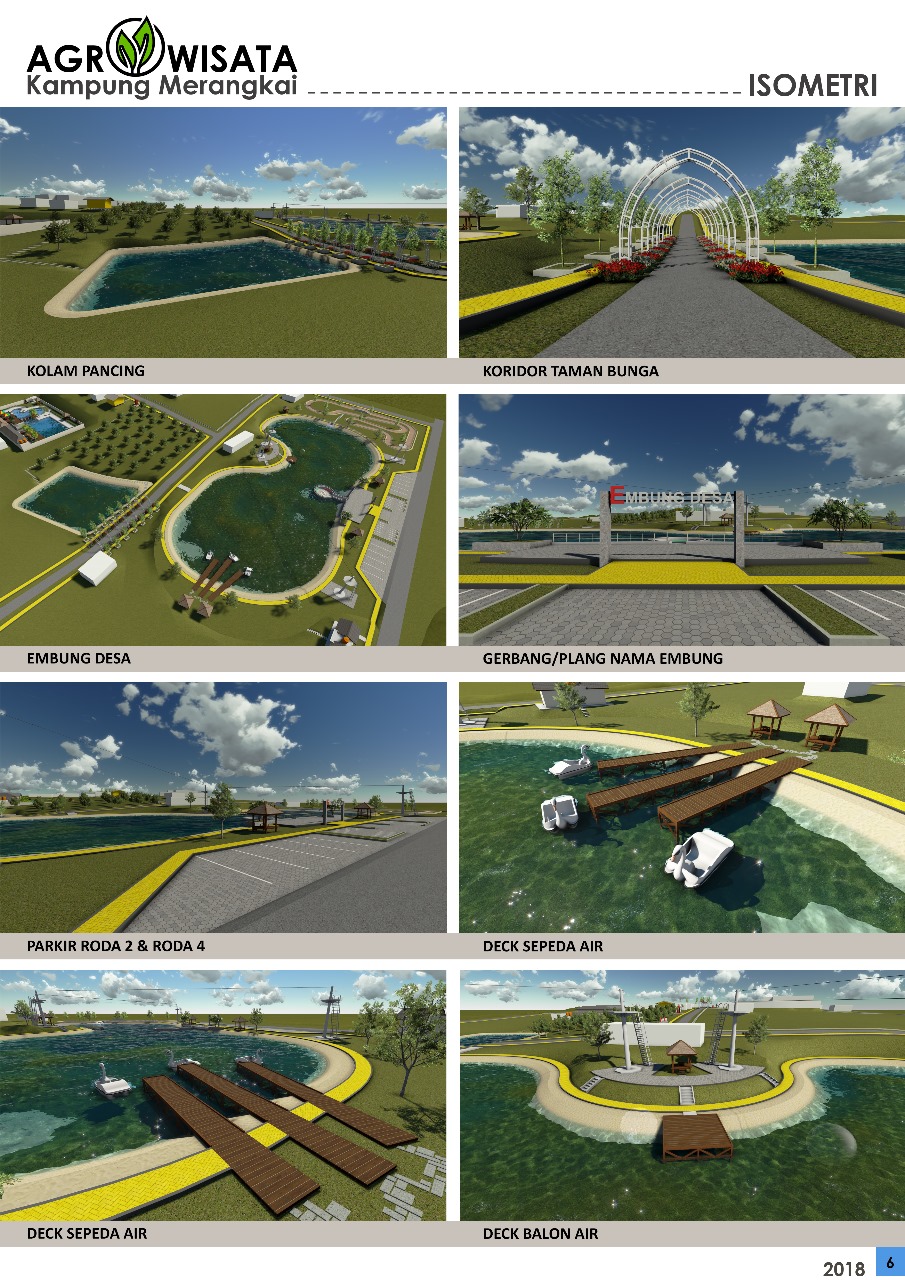 AGROWISATA
Kampung Merangkai
ISOMETRI
KOLAM PANCING
KORIDOR TAMAN BUNGA
EMBUNG DESA
EMBUNG DESA
GERBANG/PLANG NAMA EMBUNG
PARKIR RODA 2 & RODA 4
DECK SEPEDA AIR
DECK SEPEDA AIR
DECK BALON AIR
2018
6